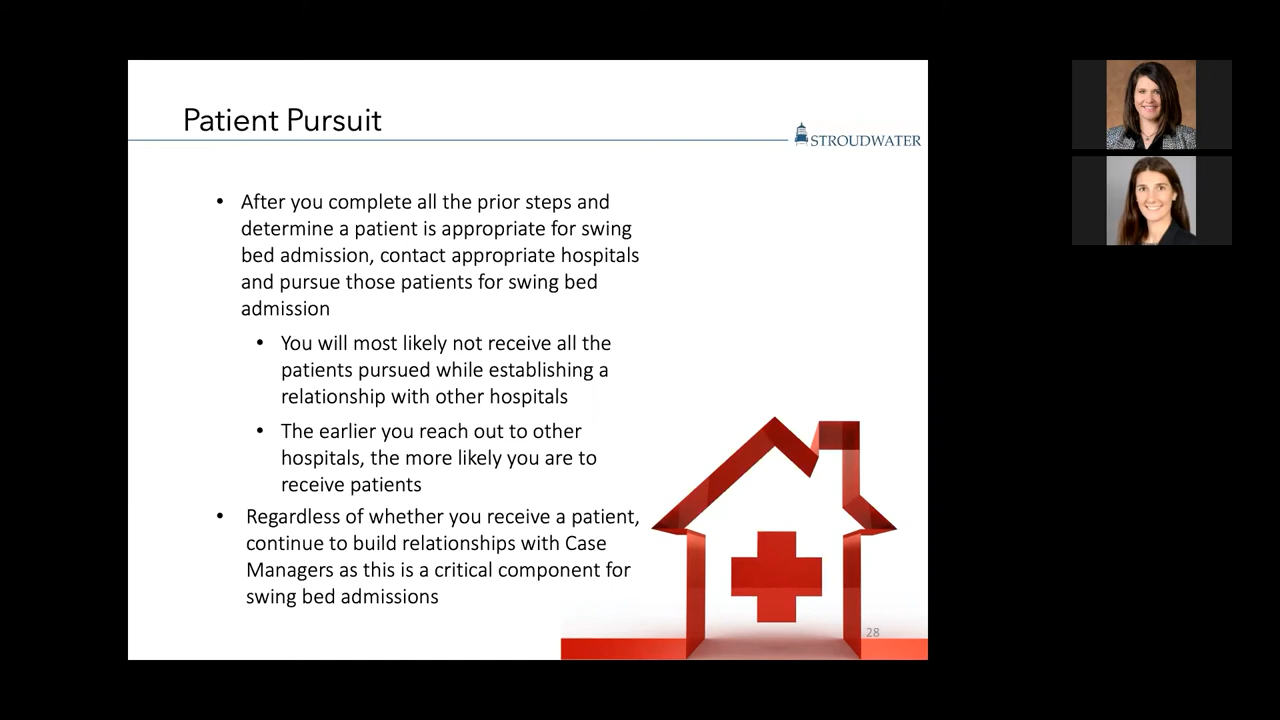 Patient Pursuit
STROUDWATER
• After you complete all the prior steps and
determine a patient is appropriate for swing
bed admission, contact appropriate hospitals
and pursue those patients for swing bed
admission
• You will most likely not receive all the
patients pursued while establishing a
relationship with other hospitals
• The earlier you reach out to other
hospitals, the more likely you are to
receive patients
• Regardless of whether you receive a patient,
continue to build relationships with Case
Managers as this is a critical component for
swing bed admissions
28